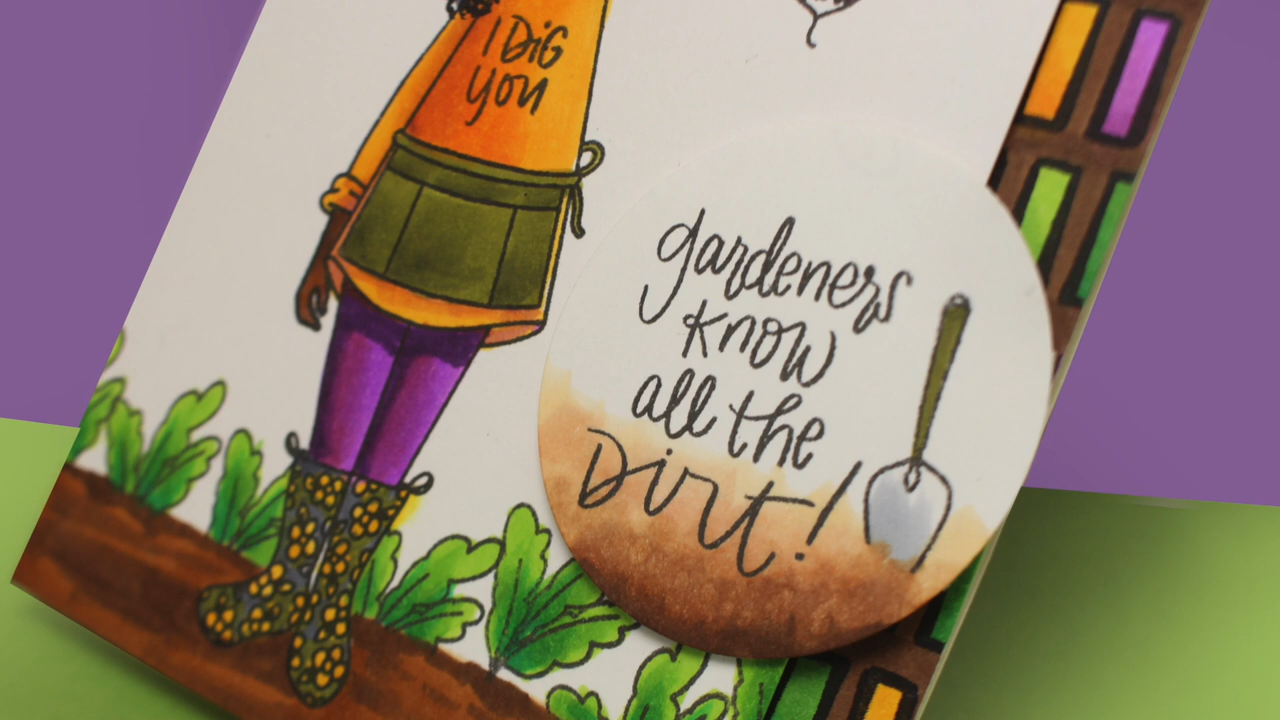 I DiG
you
gardeners
know
all the
Dirt!